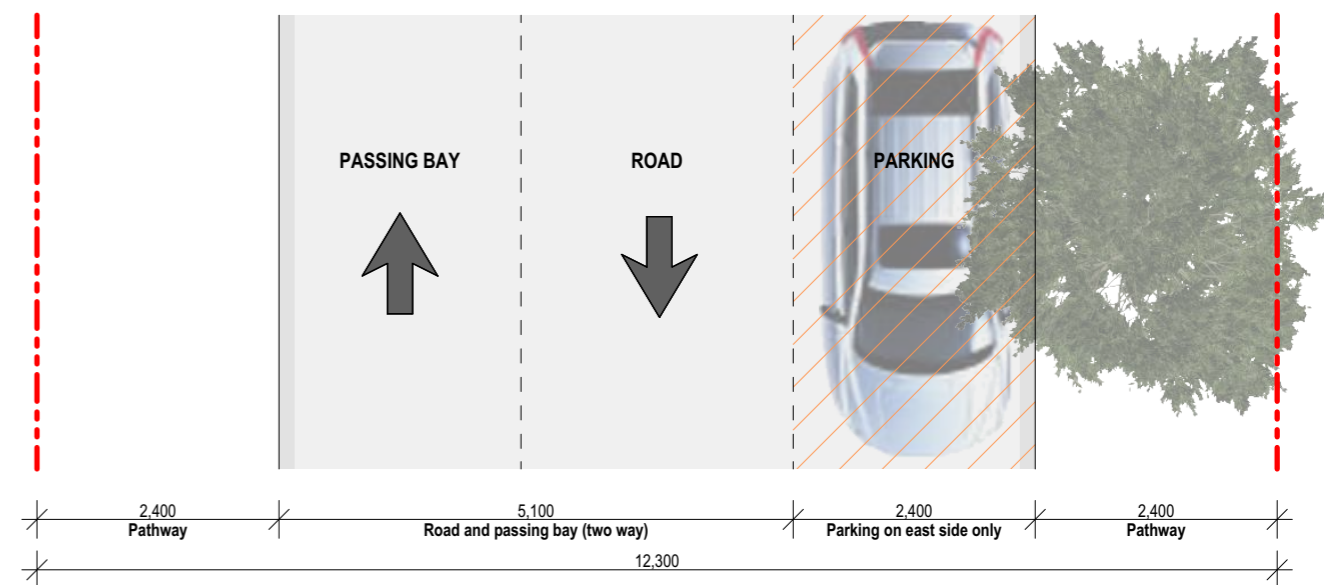 PASSING BAY
ROAD
PARKING
2,400
5,100
2,400
2,400
Pathway
Road and passing bay (two way)
Parking on east side only
Pathway
12,300